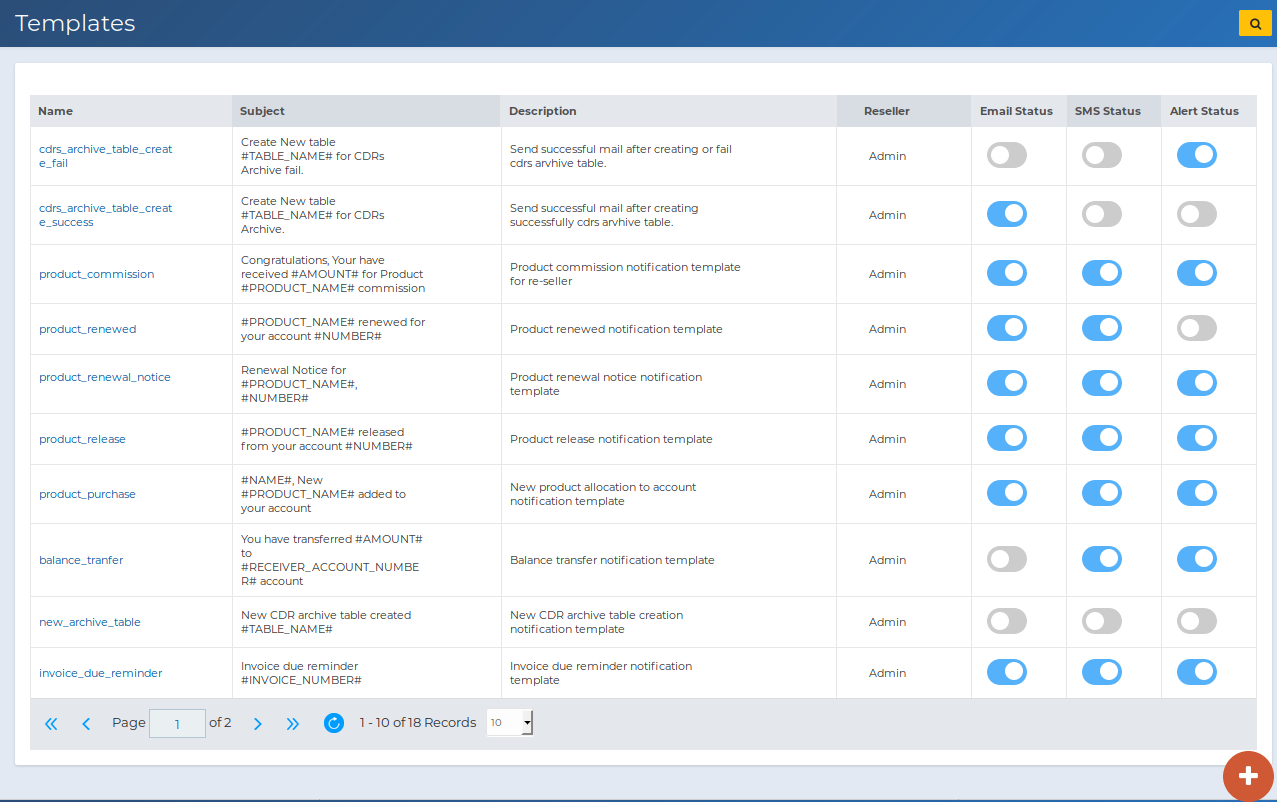 Templates
Name Subject Description Reseller Email Status SMS Status Alert Status
cdrs_archive_table_creat
e_fail
Create New table
#TABLE_NAME# for CDRs
Archive fail.
Send successful mail after creating or fail
cdrs arvhive table.
Admin
cdrs_archive_table_creat
e_success
Create New table
#TABLE_NAME# for CDRs
Archive.
Send successful mail after creating
successfully cdrs arvhive table.
Admin
product_commission
Congratulations, Your have
received #AMOUNT# for Product
#PRODUCT_NAME# commission
Product commission notification template
for re-seller
Admin
product_renewed
#PRODUCT_NAME# renewed for
your account #NUMBER#
Product renewed notification template
Admin
product_renewal_notice
Renewal Notice for
#PRODUCT_NAME#,
#NUMBER#
Product renewal notice notification
template
Admin
product_release
#PRODUCT_NAME# released
from your account #NUMBER#
Product release notification template
Admin
product_purchase
#NAME#, New
#PRODUCT_NAME# added to
your account
New product allocation to account
notification template
Admin
balance_tranfer
You have transferred #AMOUNT#
to
#RECEIVER_ACCOUNT_NUMBE
R# account
Balance transfer notification template
Admin
new_archive_table
New CDR archive table created
#TABLE_NAME#
New CDR archive table creation
notification template
Admin
invoice_due_reminder
Invoice due reminder
#INVOICE_NUMBER#
Invoice due reminder notification
template
Admin
Page 1 of 2 1 - 10 of 18 Records 10